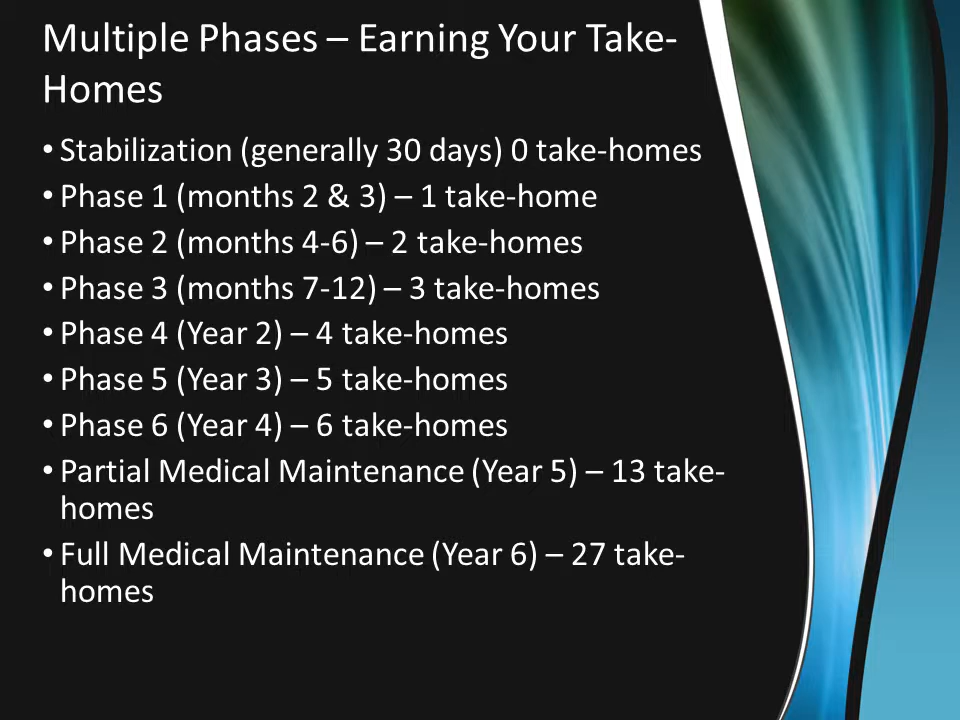 Multiple Phases – Earning Your Take-
Homes
• Stabilization (generally 30 days) 0 take-homes
• Phase 1 (months 2 & 3) – 1 take-home
• Phase 2 (months 4-6) – 2 take-homes
• Phase 3 (months 7-12) – 3 take-homes
• Phase 4 (Year 2) – 4 take-homes
• Phase 5 (Year 3) – 5 take-homes
• Phase 6 (Year 4) – 6 take-homes
• Partial Medical Maintenance (Year 5) – 13 take-
homes
• Full Medical Maintenance (Year 6) – 27 take-
homes